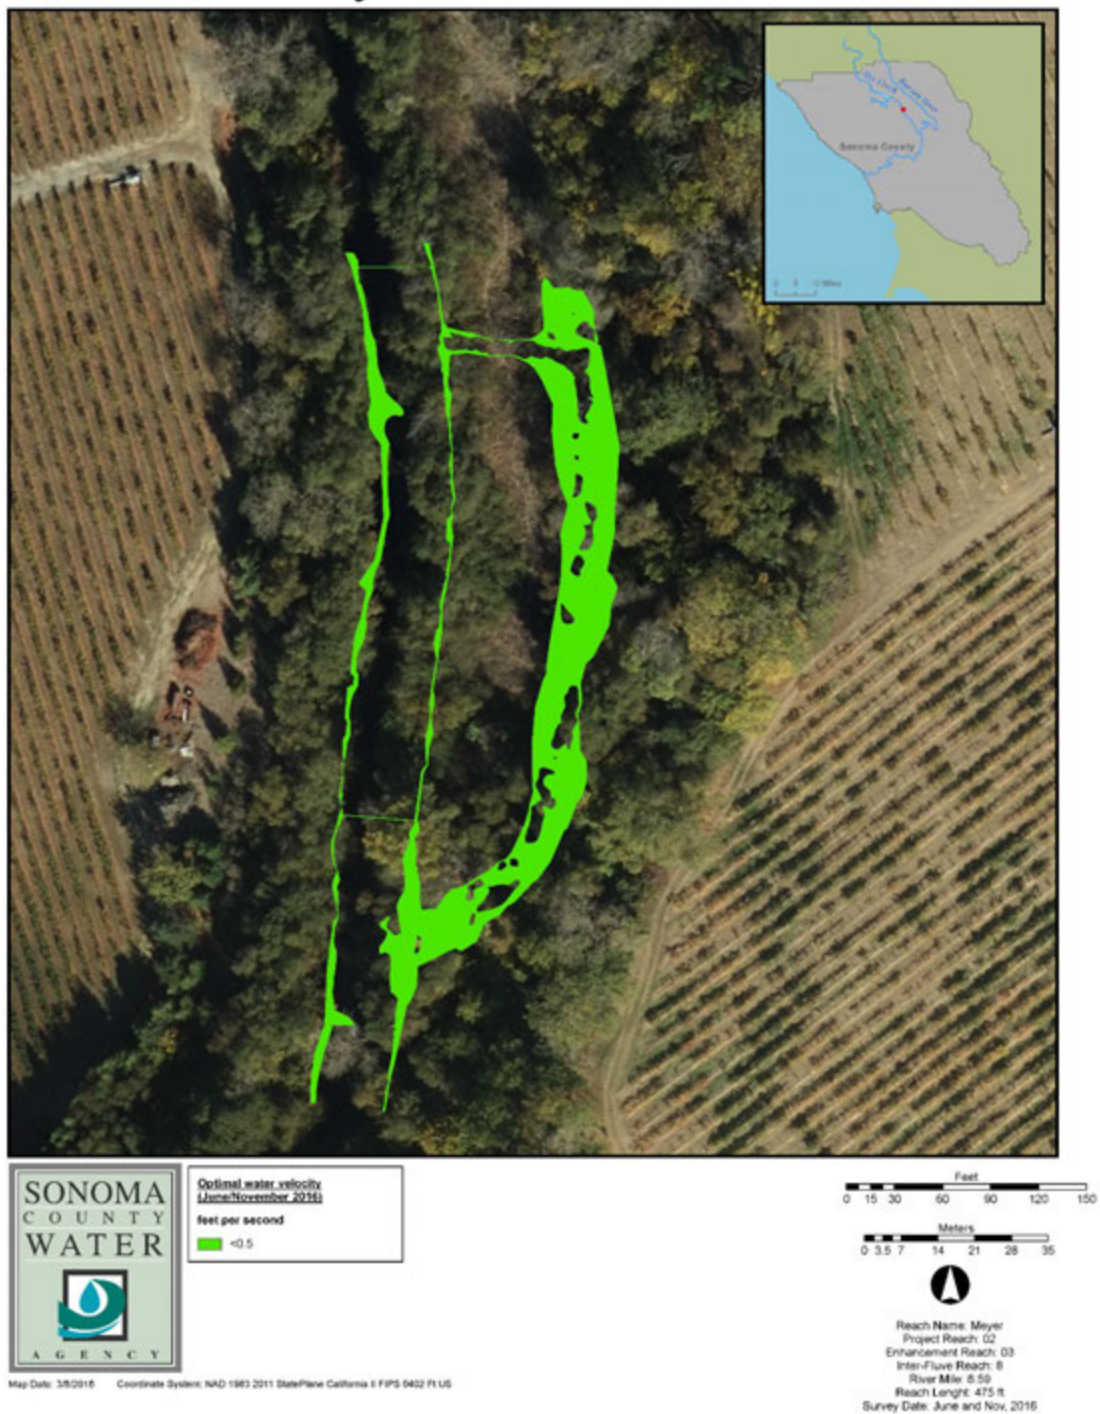 Sonoma County
0 5 10 Miles
SONOMA
COUNTY
WATER
AGENCY
Optimal water velocity
(June/November 2016)
feet per second
<0.5
Feet
0 15 30 60 90 120 150
Meters
0 3.5 7 14 21 28 35
Reach Name: Meyer
Project Reach: 02
Enhancement Reach: 03
Inter-Fluve Reach: 8
River Mile: 8.59
Reach Lenght: 475 ft
Survey Date: June and Nov, 2016
Map Date: 3/8/2018 Coordinate System: NAD 1983 2011 StatePlane California II FIPS 0402 Ft US